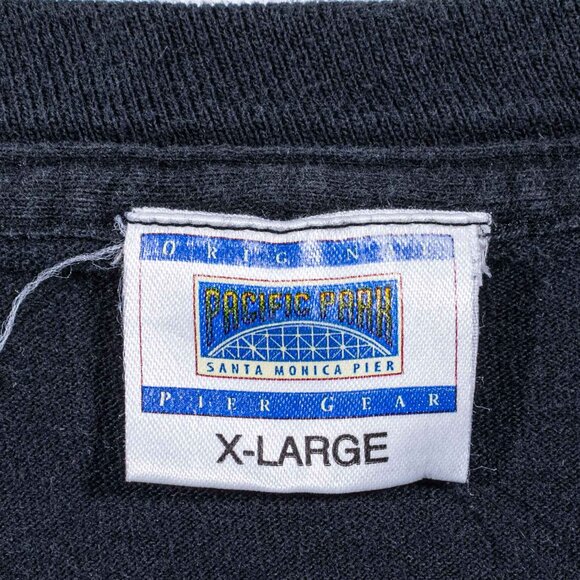 ORIGINAL
PACIFIC PARK
SANTA MONICA PIER
PIER GEAR
X-LARGE